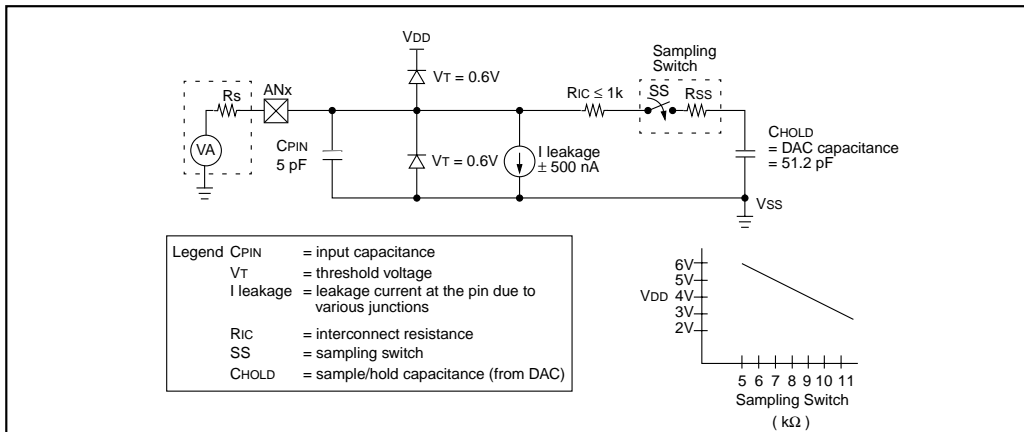 VDD
Sampling
Switch
VT = 0.6V
ANx
RIC ≤ 1k
SS
RSS
Rs
CHOLD
= DAC capacitance
= 51.2 pF
VA
CPIN
5 pF
VT = 0.6V
I leakage
± 500 nA
VSS
Legend CPIN = input capacitance
VT = threshold voltage
I leakage = leakage current at the pin due to
various junctions
RIC = interconnect resistance
SS = sampling switch
CHOLD = sample/hold capacitance (from DAC)
6V
5V
VDD 4V
3V
2V
5 6 7 8 9 10 11
Sampling Switch
( kΩ )